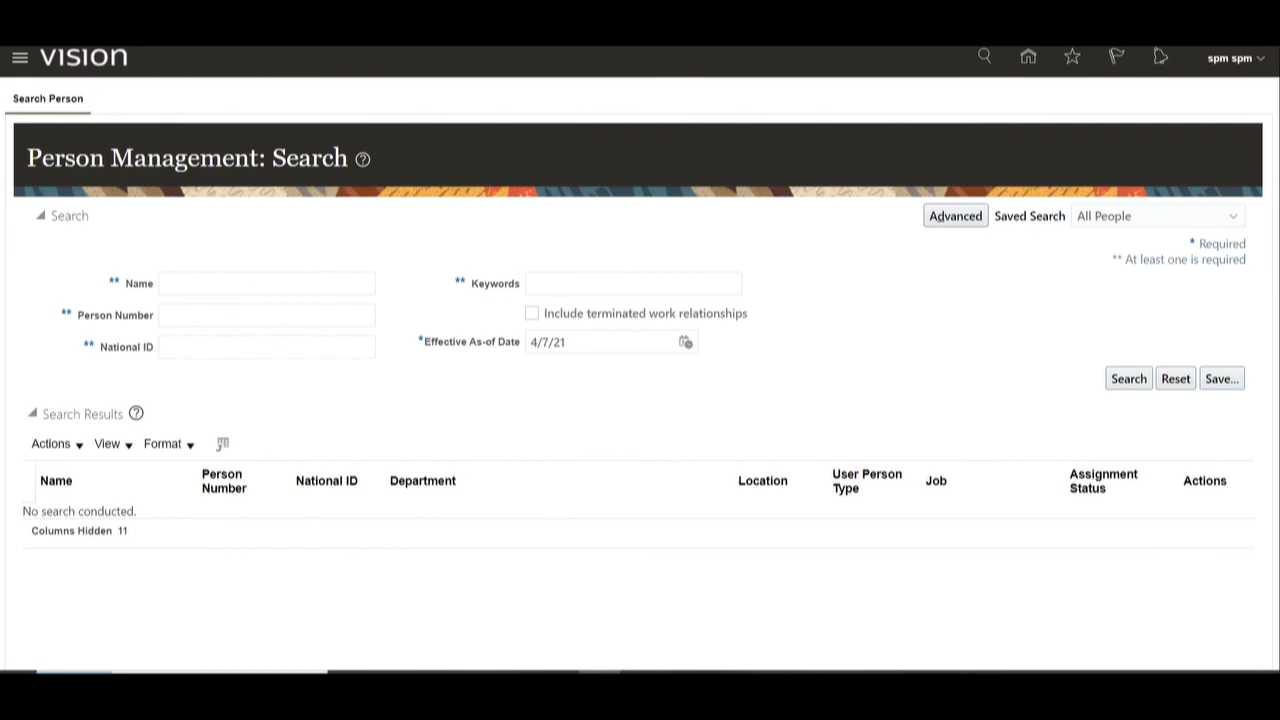 vision
spm spm
Search Person
Person Management: Search
Search
Advanced Saved Search All People
* Required
** At least one is required
** Name
** Keywords
** Person Number
Include terminated work relationships
** National ID
*Effective As-of Date 4/7/21
Search Reset Save...
Search Results
Actions View Format
Name Person Number National ID Department Location User Person Type Job Assignment Status Actions
No search conducted.
Columns Hidden 11